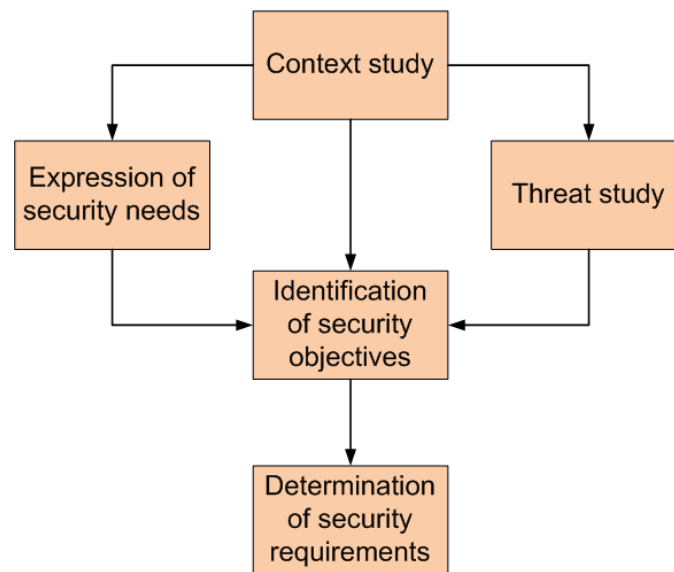 Context study
Expression of
security needs
Threat study
Identification
of security
objectives
Determination
of security
requirements